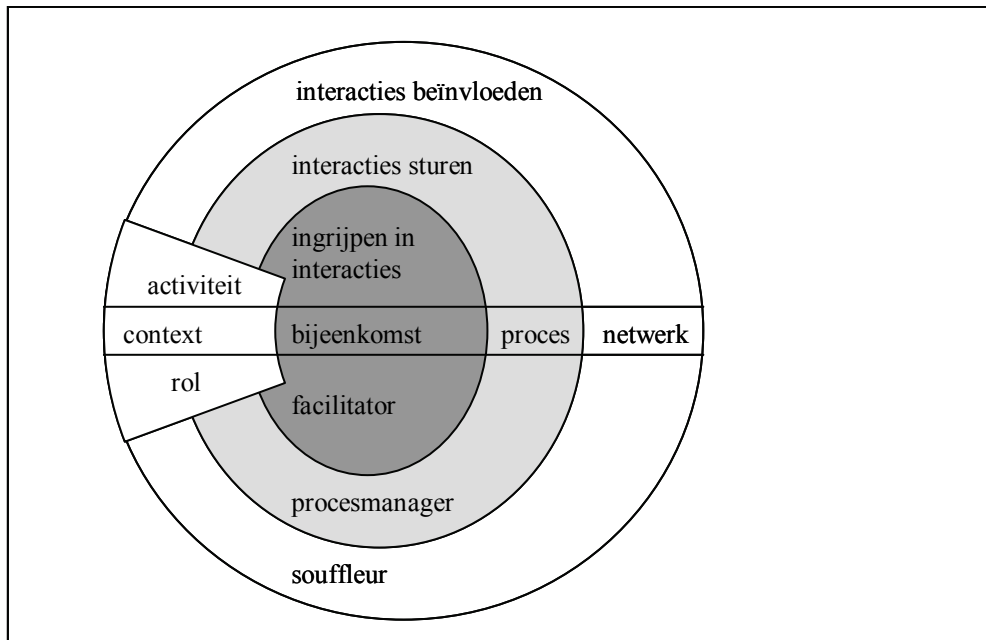 interacties beïnvloeden
interacties sturen
ingrijpen in
interacties
activiteit
context bijeenkomst proces netwerk
rol
facilitator
procesmanager
souffleur